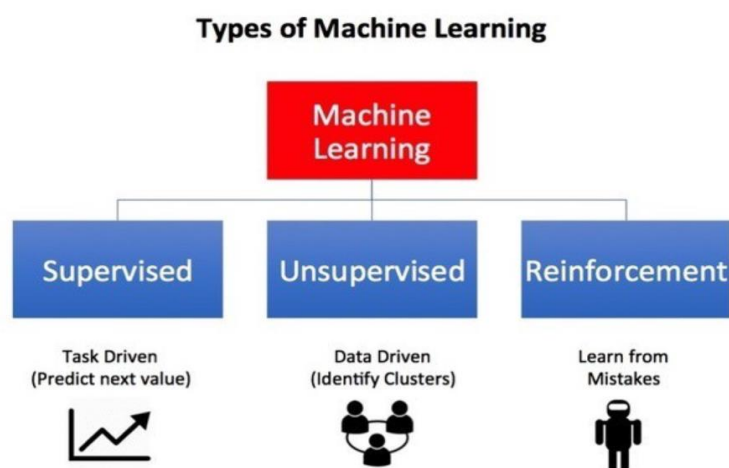 Types of Machine Learning
Machine
Learning
Supervised
Unsupervised
Reinforcement
Task Driven
(Predict next value)
Data Driven
(Identify Clusters)
Learn from
Mistakes